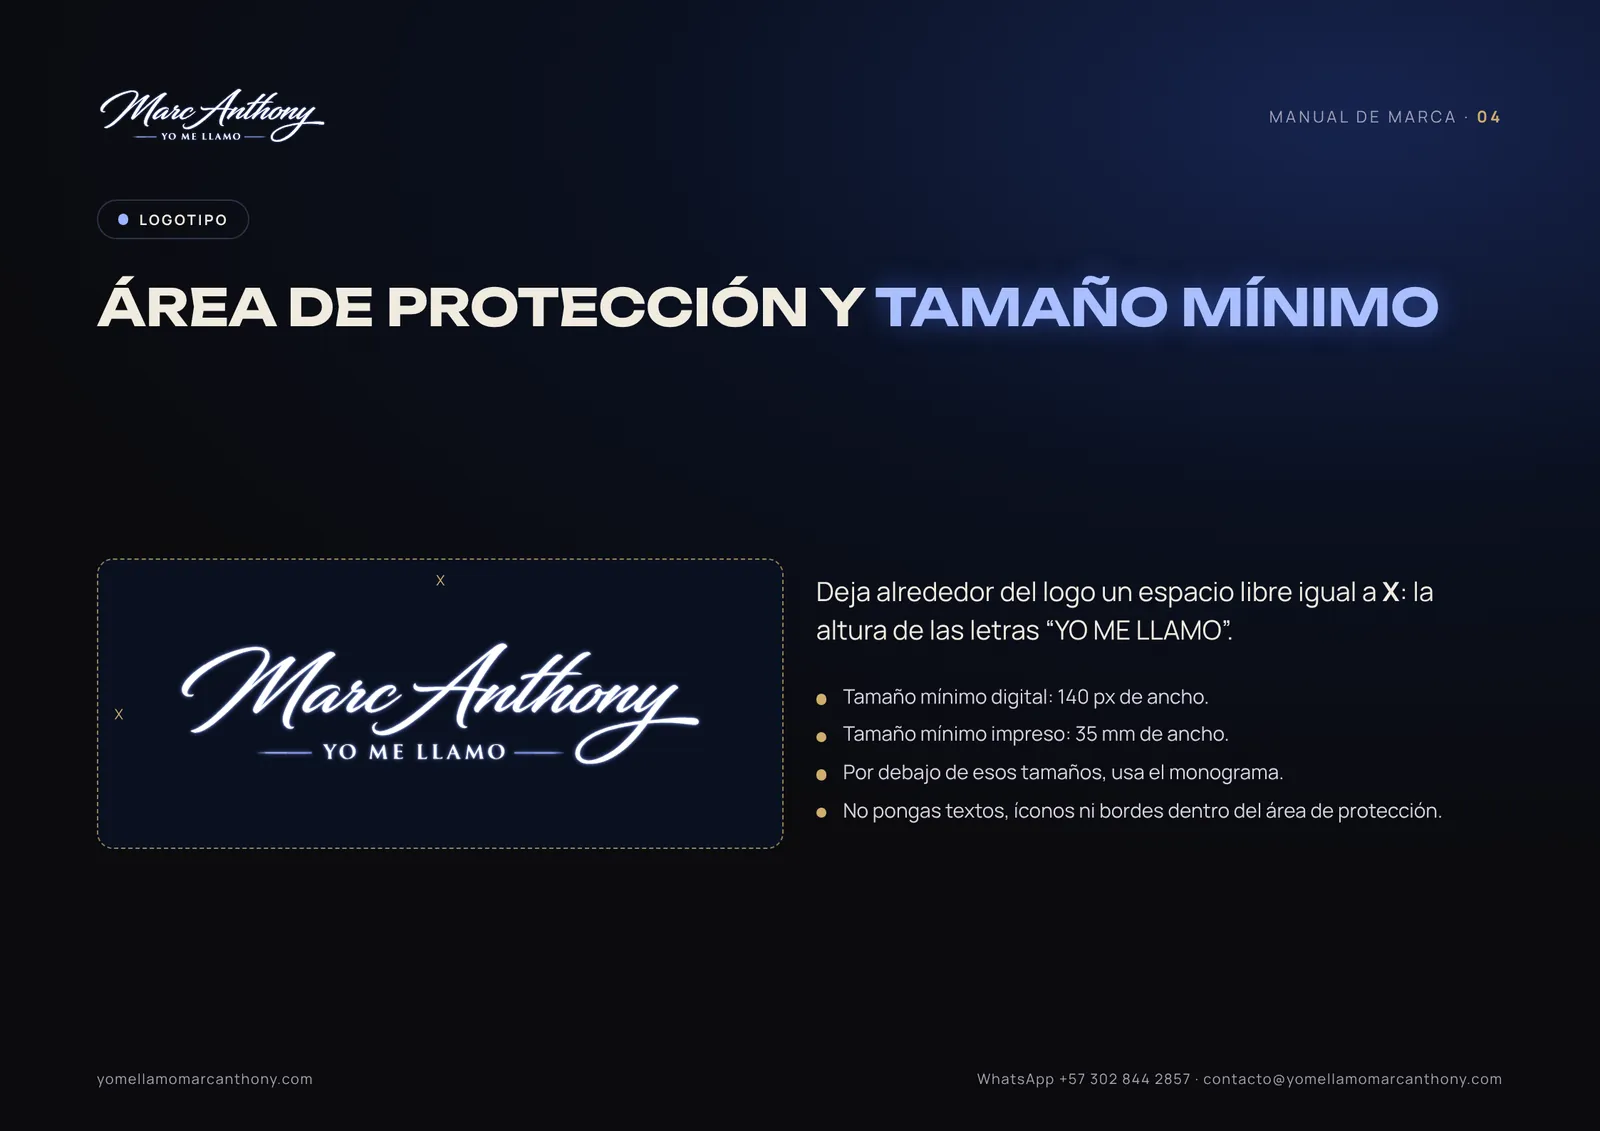 Marc Anthony
YO ME LLAMO
MANUAL DE MARCA · 04
LOGOTIPO
ÁREA DE PROTECCIÓN Y TAMAÑO MÍNIMO
X
X
Marc Anthony
YO ME LLAMO
Deja alrededor del logo un espacio libre igual a X: la
altura de las letras “YO ME LLAMO”.
Tamaño mínimo digital: 140 px de ancho.
Tamaño mínimo impreso: 35 mm de ancho.
Por debajo de esos tamaños, usa el monograma.
No pongas textos, íconos ni bordes dentro del área de protección.
yomellamomarcanthony.com
WhatsApp +57 302 844 2857 · contacto@yomellamomarcanthony.com